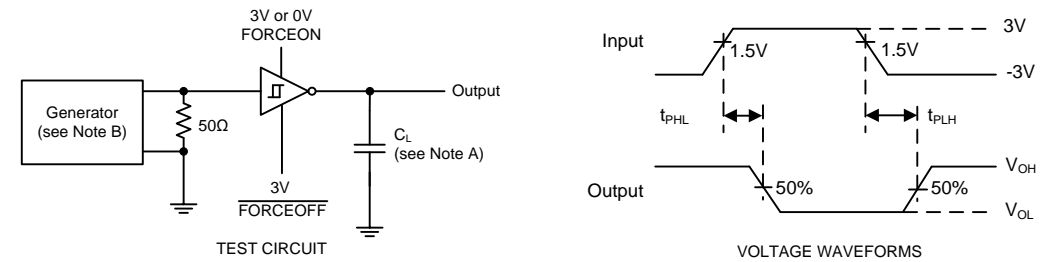 3V or 0V
FORCEON
Generator
(see Note B)
50Ω
Output
C_L
(see Note A)
3V
FORCEOFF
TEST CIRCUIT
Input
1.5V
1.5V
3V
-3V
t_PHL
t_PLH
Output
50%
50%
V_OH
V_OL
VOLTAGE WAVEFORMS